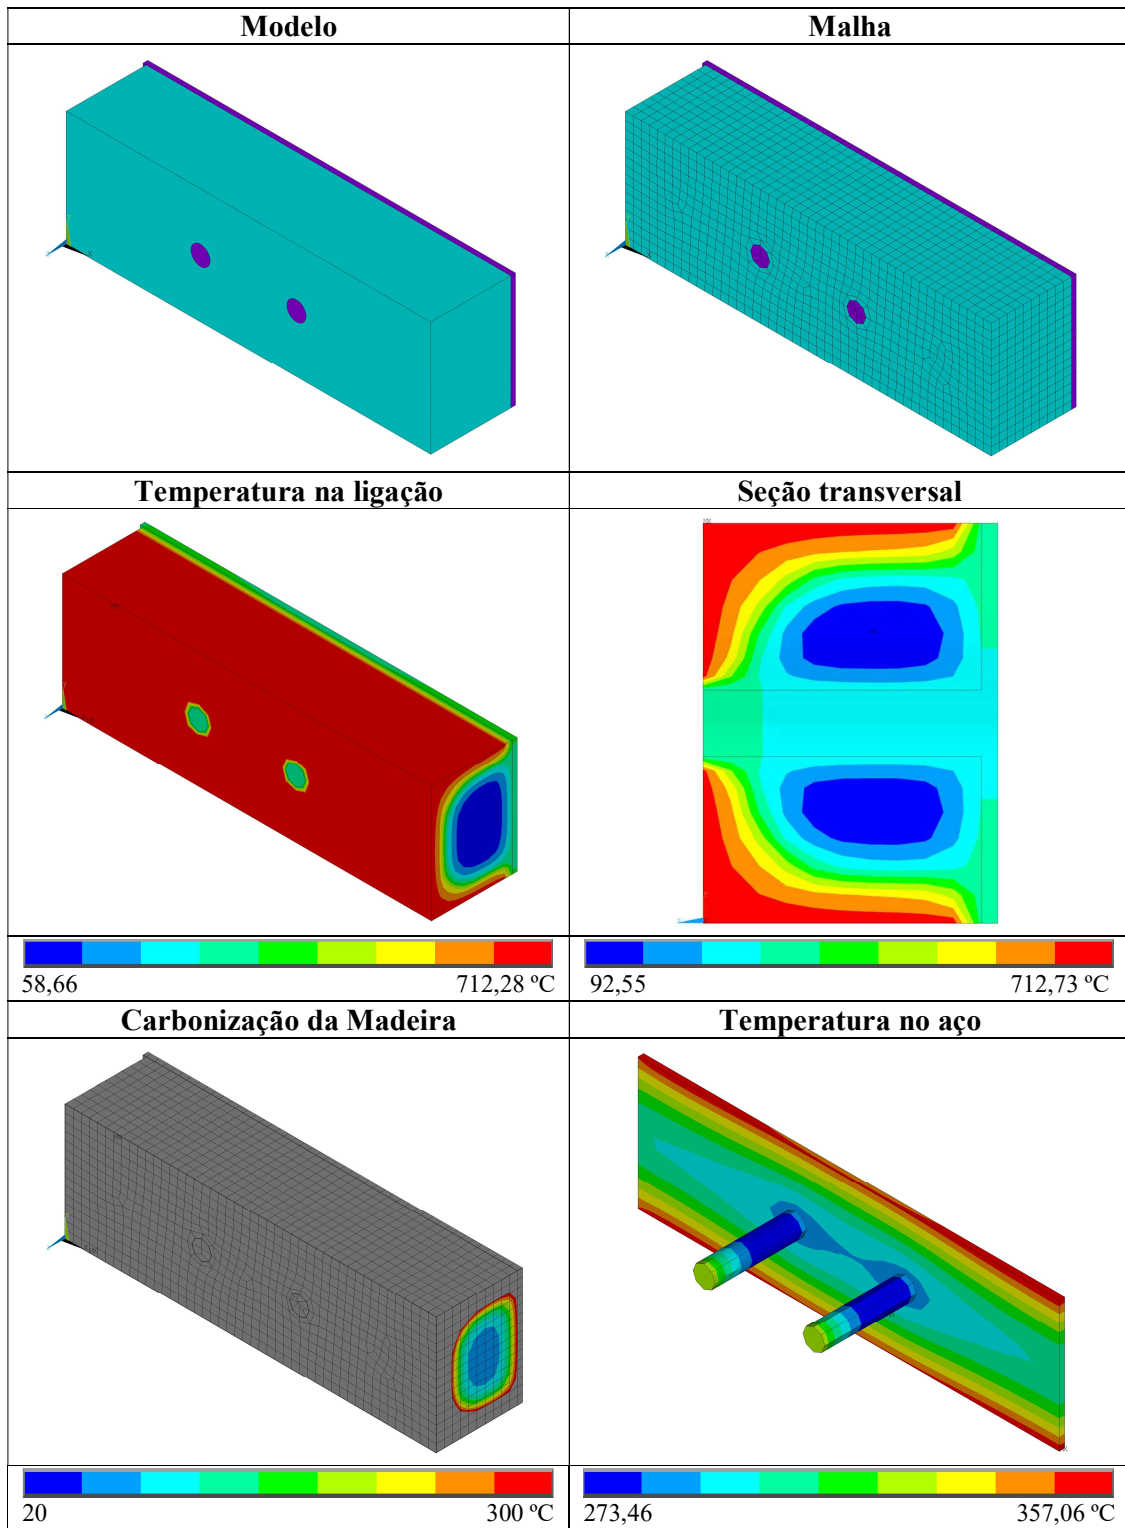 Modelo
Malha
Temperatura na ligação
Seção transversal
58,66
712,28 ºC
92,55
712,73 ºC
Carbonização da Madeira
Temperatura no aço
20
300 ºC
273,46
357,06 ºC